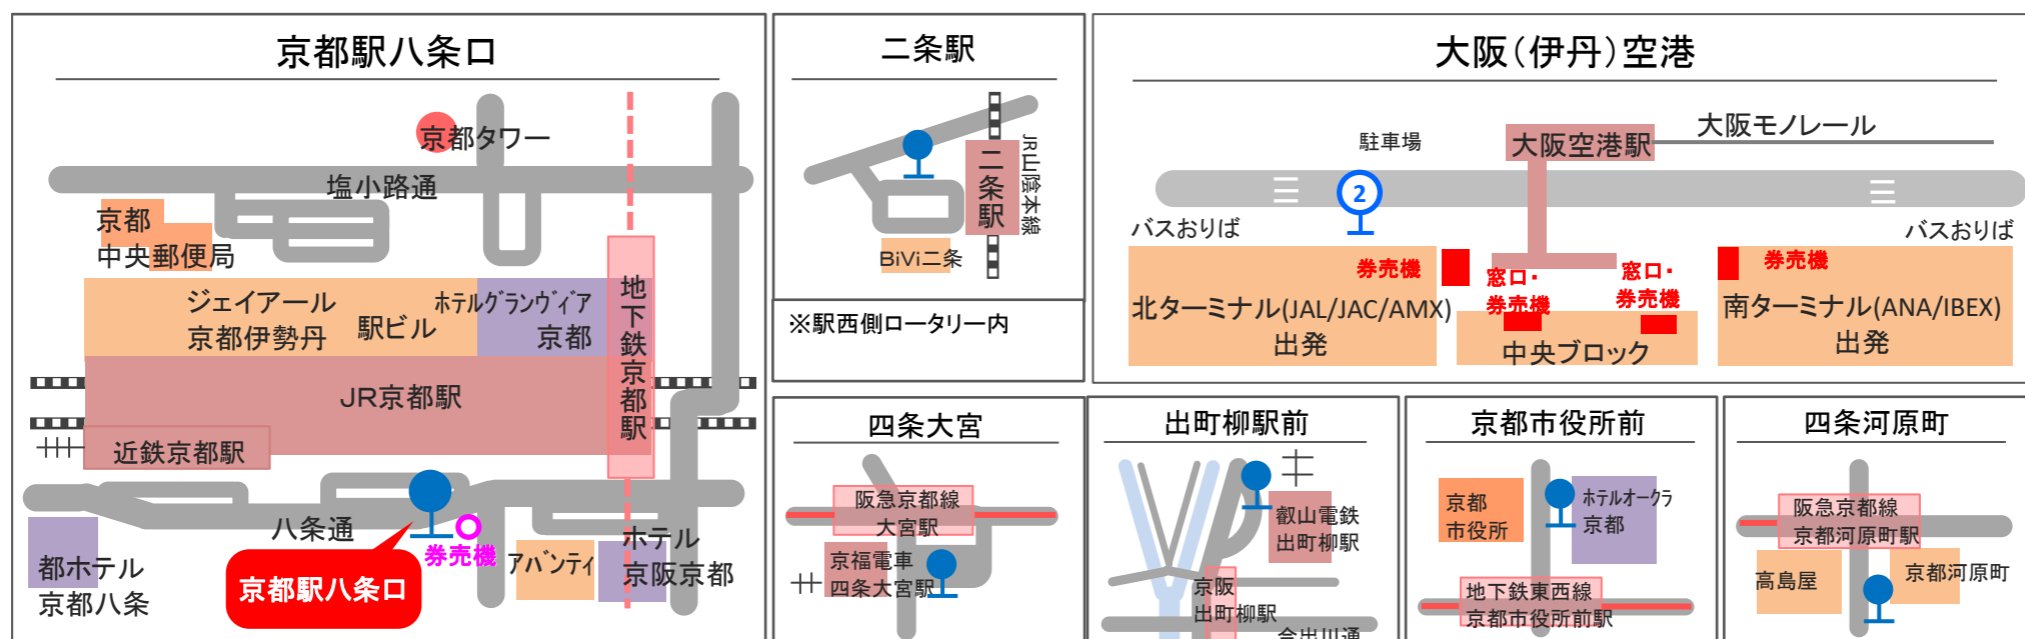 京都駅八条口
京都タワー
塩小路通
京都
中央郵便局
ジェイアール
京都伊勢丹
駅ビル
ホテルグランヴィア
京都
地下鉄京都駅
JR京都駅
近鉄京都駅
八条通
券売機
都ホテル
京都八条
京都駅八条口
アバンティ
ホテル
京阪京都
二条駅
二条駅
JR山陰本線
BiVi二条
※駅西側ロータリー内
大阪(伊丹)空港
駐車場
大阪空港駅
大阪モノレール
2
バスおりば
バスおりば
券売機
窓口・
券売機
窓口・
券売機
券売機
北ターミナル(JAL/JAC/AMX)
出発
中央ブロック
南ターミナル(ANA/IBEX)
出発
四条大宮
阪急京都線
大宮駅
京福電車
四条大宮駅
出町柳駅前
叡山電鉄
出町柳駅
京阪
出町柳駅
今出川通
京都市役所前
京都
市役所
ホテルオークラ
京都
地下鉄東西線
京都市役所前駅
四条河原町
阪急京都線
京都河原町駅
高島屋
京都河原町